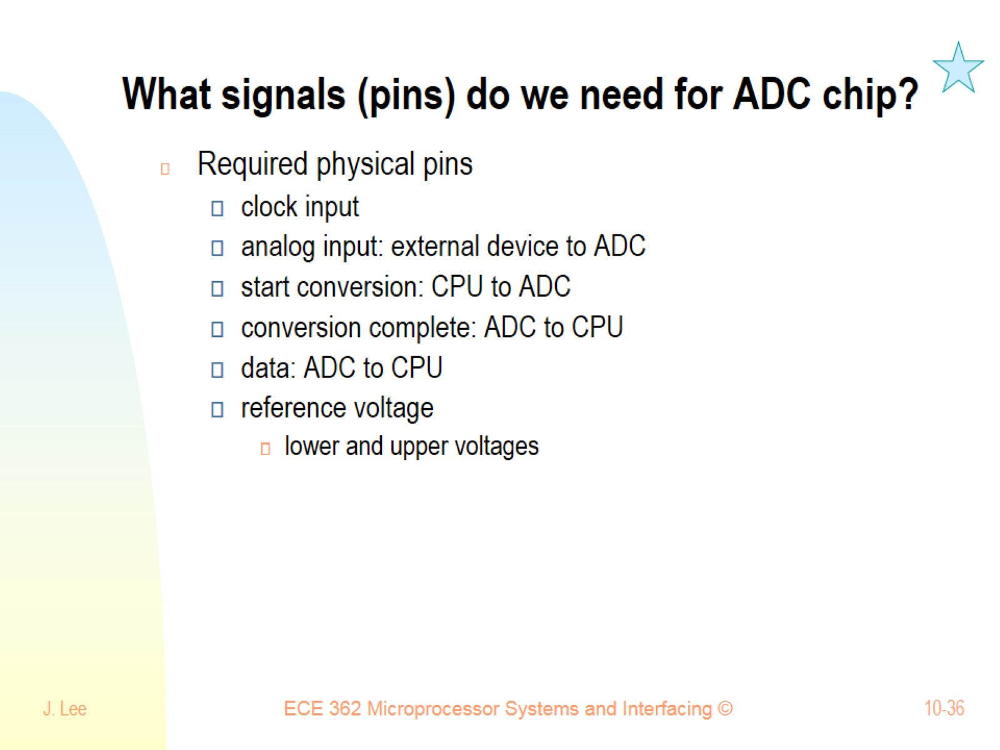 What signals (pins) do we need for ADC chip?
Required physical pins
clock input
analog input: external device to ADC
start conversion: CPU to ADC
conversion complete: ADC to CPU
data: ADC to CPU
reference voltage
lower and upper voltages
J. Lee
ECE 362 Microprocessor Systems and Interfacing ©
10-36